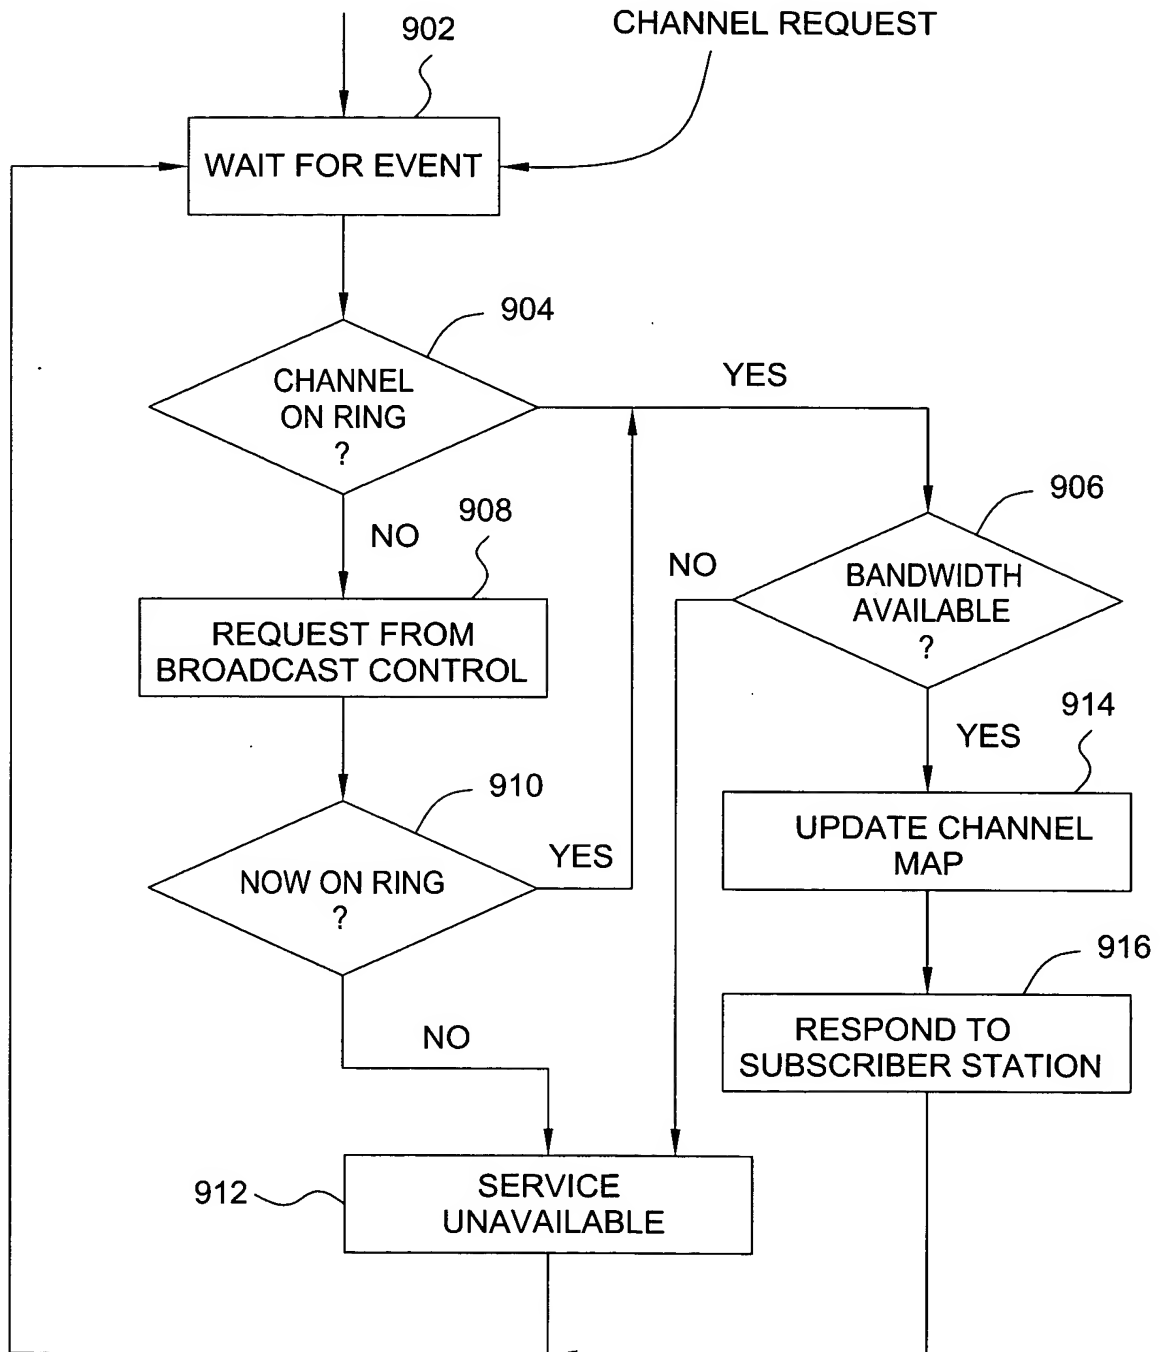 902
CHANNEL REQUEST
WAIT FOR EVENT
904
CHANNEL
ON RING
?
YES
NO
908
906
NO
BANDWIDTH
AVAILABLE
?
REQUEST FROM
BROADCAST CONTROL
YES
914
910
UPDATE CHANNEL
MAP
YES
NOW ON RING
?
916
NO
RESPOND TO
SUBSCRIBER STATION
912
SERVICE
UNAVAILABLE